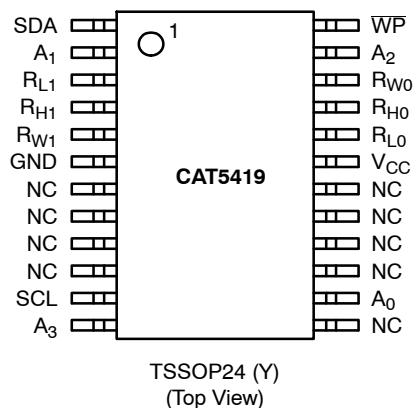 1
SDA WP
A1 A2
RL1 RW0
RH1 RH0
RW1 RL0
GND VCC
CAT5419
NC NC
NC NC
NC NC
NC NC
SCL A0
A3 NC
TSSOP24 (Y)
(Top View)